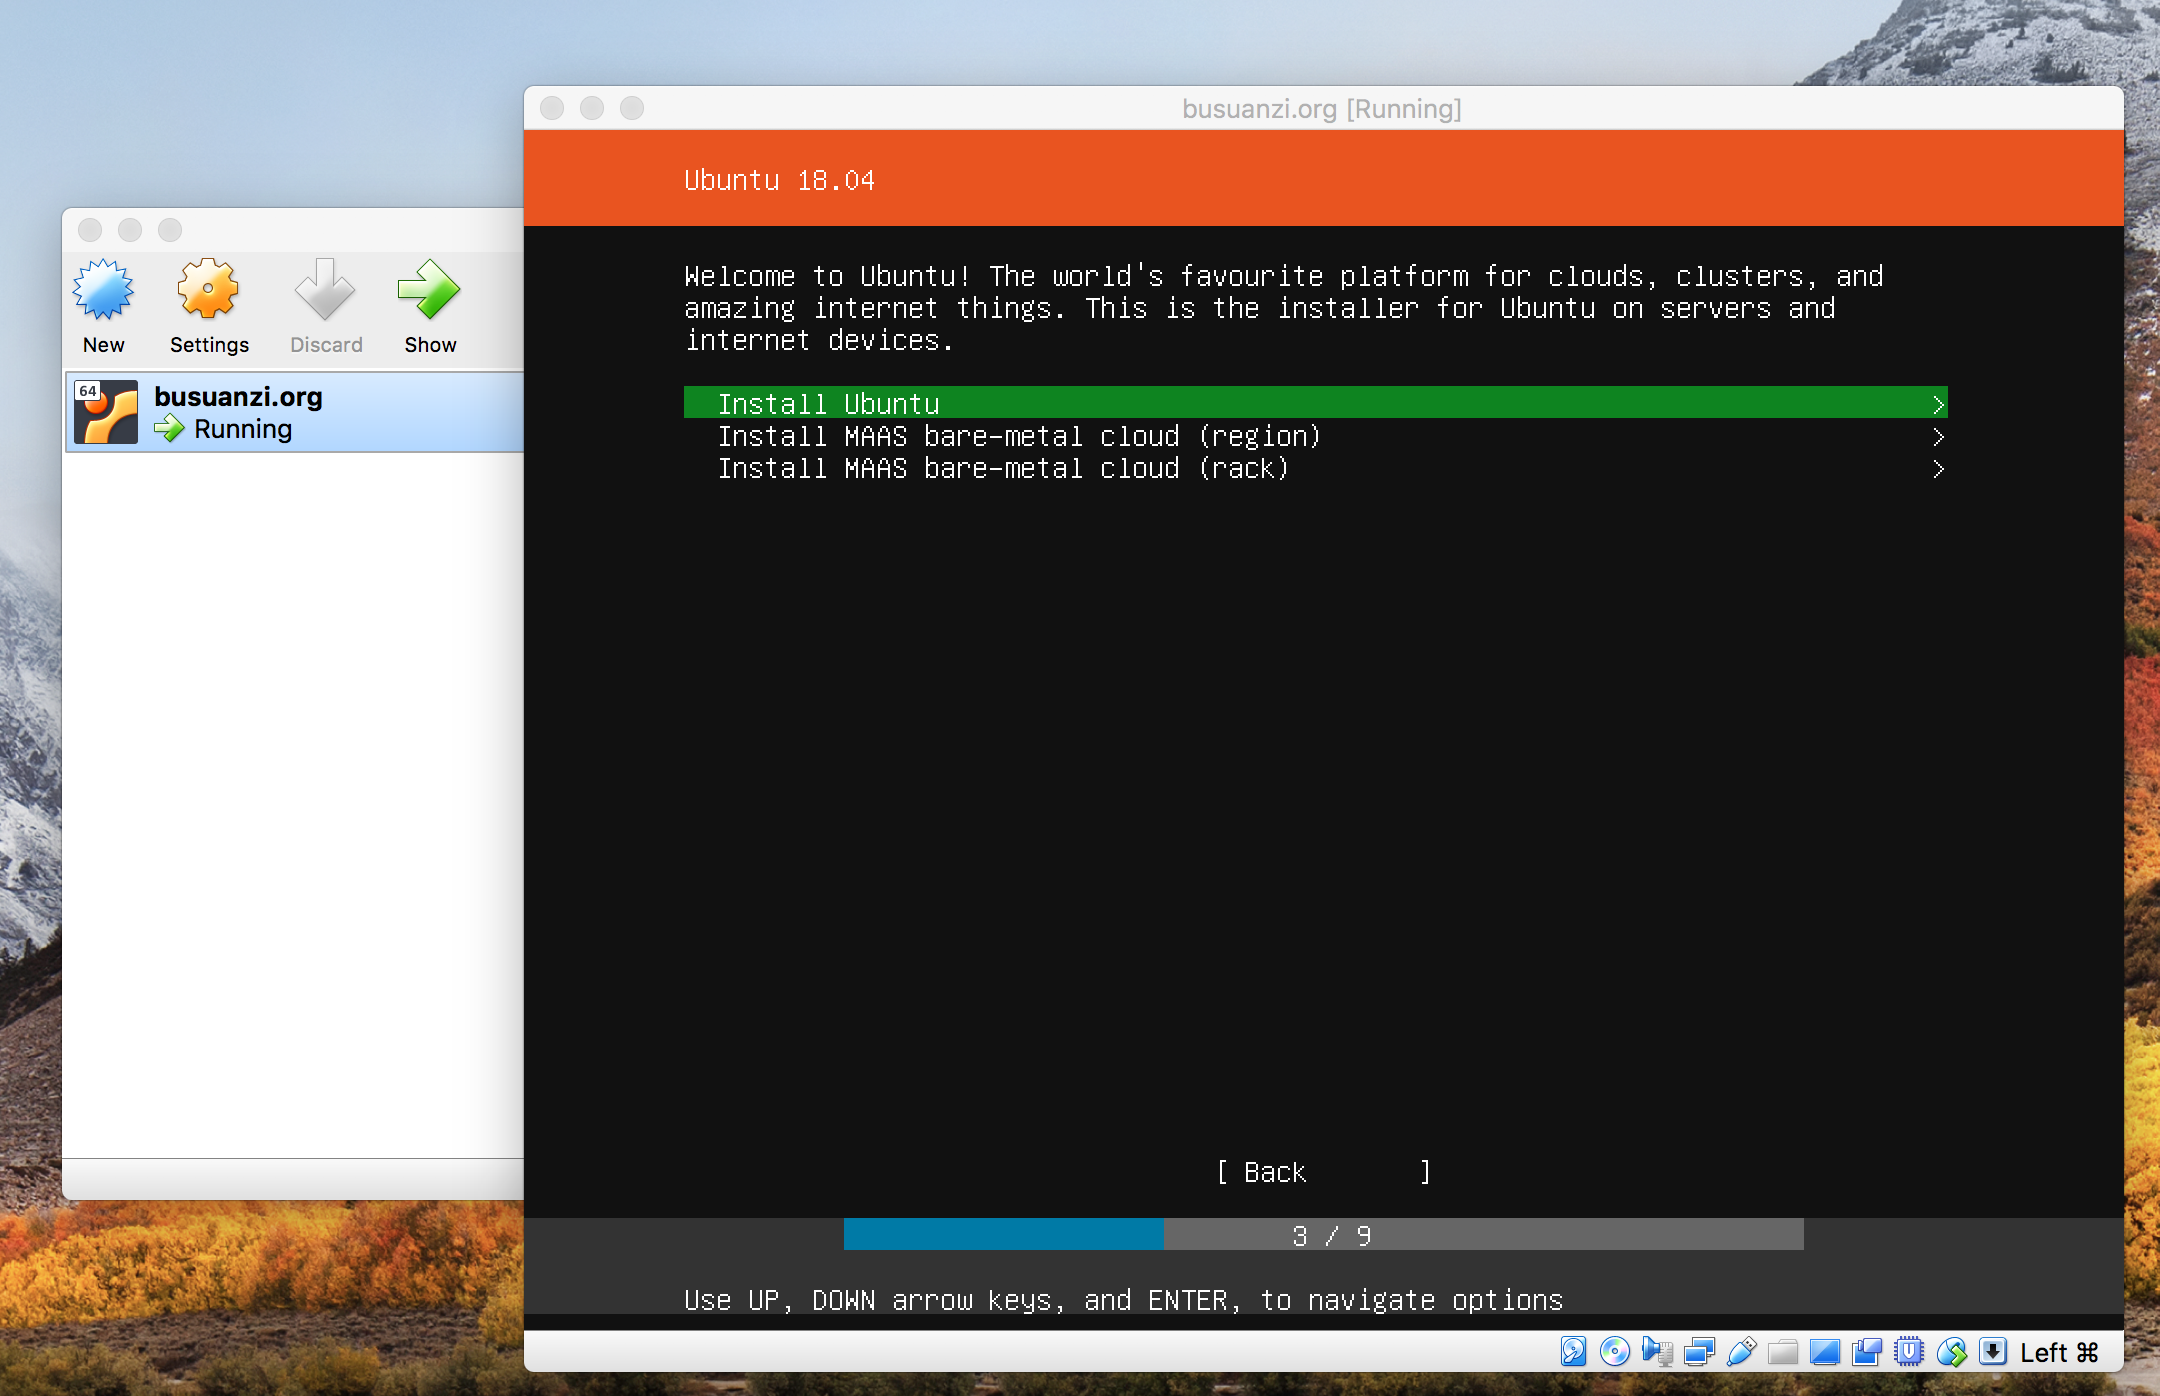 busuanzi.org [Running]
Ubuntu 18.04
New
Settings
Discard
Show
64
busuanzi.org
Running
Welcome to Ubuntu! The world's favourite platform for clouds, clusters, and
amazing internet things. This is the installer for Ubuntu on servers and
internet devices.
Install Ubuntu >
Install MAAS bare-metal cloud (region) >
Install MAAS bare-metal cloud (rack) >
[ Back ]
3 / 9
Use UP, DOWN arrow keys, and ENTER, to navigate options
Left ⌘